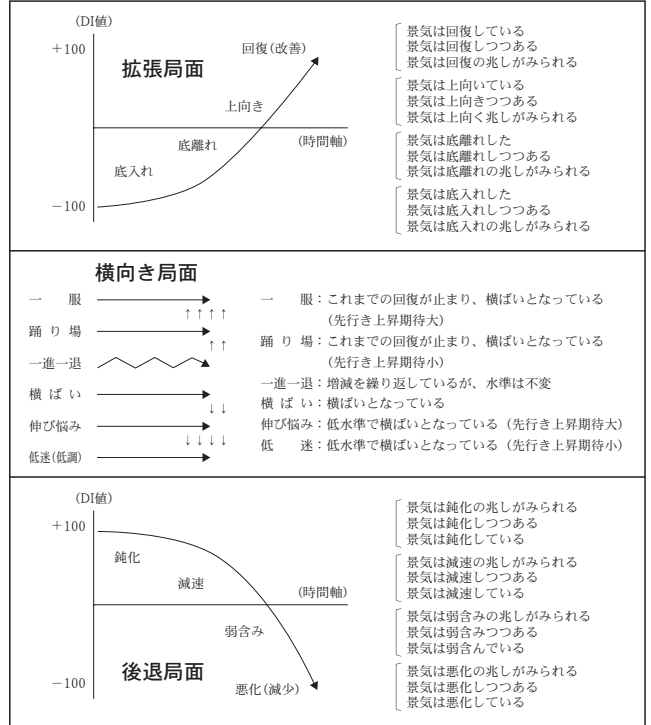 (DI値)
+100
拡張局面
回復(改善)
上向き
底離れ
(時間軸)
底入れ
−100
景気は回復している
景気は回復しつつある
景気は回復の兆しがみられる
景気は上向いている
景気は上向きつつある
景気は上向く兆しがみられる
景気は底離れした
景気は底離れしつつある
景気は底離れの兆しがみられる
景気は底入れした
景気は底入れしつつある
景気は底入れの兆しがみられる
横向き局面
一　服
↑↑↑↑
踊り場
↑↑
一進一退
横ばい
↓↓
伸び悩み
↓↓↓↓
低迷(低調)
一　服：これまでの回復が止まり、横ばいとなっている
(先行き上昇期待大)
踊り場：これまでの回復が止まり、横ばいとなっている
(先行き上昇期待小)
一進一退：増減を繰り返しているが、水準は不変
横ばい：横ばいとなっている
伸び悩み：低水準で横ばいとなっている（先行き上昇期待大）
低　迷：低水準で横ばいとなっている（先行き上昇期待小）
(DI値)
+100
鈍化
減速
(時間軸)
弱含み
後退局面
−100
悪化(減少)
景気は鈍化の兆しがみられる
景気は鈍化しつつある
景気は鈍化している
景気は減速の兆しがみられる
景気は減速しつつある
景気は減速している
景気は弱含みの兆しがみられる
景気は弱含みつつある
景気は弱含んでいる
景気は悪化の兆しがみられる
景気は悪化しつつある
景気は悪化している